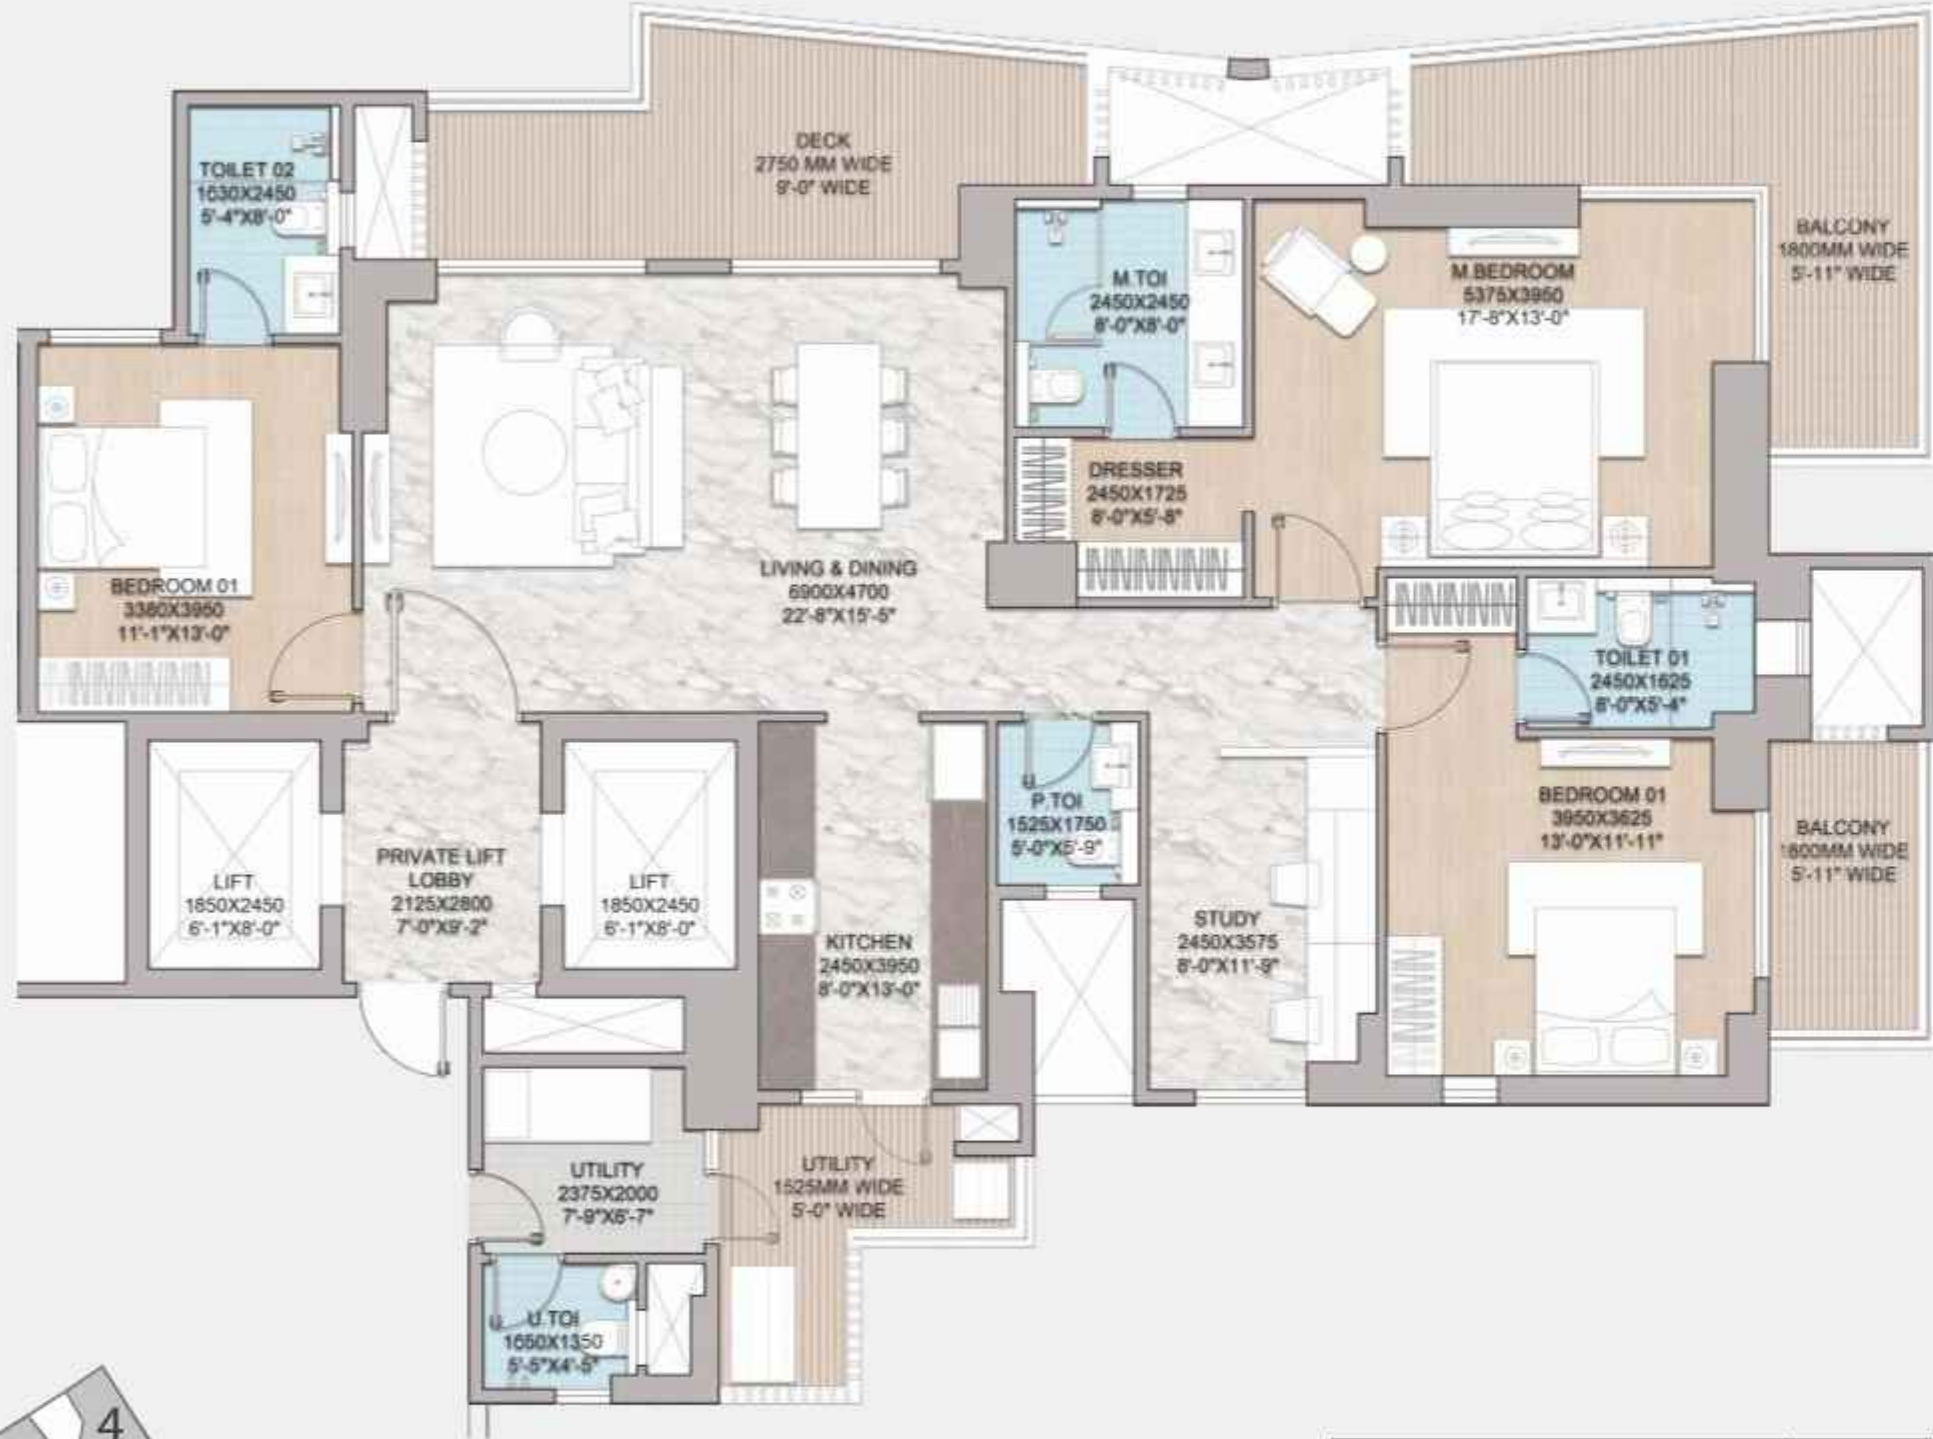 DECK
2750 MM WIDE
9'-0" WIDE
TOILET 02
1630X2450
5'-4"X8'-0"
BALCONY
1800MM WIDE
5'-11" WIDE
M.TOI
2450X2450
8'-0"X8'-0"
M.BEDROOM
5375X3950
17'-8"X13'-0"
DRESSER
2450X1725
8'-0"X5'-8"
BEDROOM 01
3380X3950
11'-1"X13'-0"
LIVING & DINING
6900X4700
22'-8"X15'-5"
TOILET 01
2450X1625
8'-0"X5'-4"
P.TOI
1525X1750
5'-0"X5'-9"
BEDROOM 01
3950X3625
13'-0"X11'-11"
BALCONY
1800MM WIDE
5'-11" WIDE
LIFT
1850X2450
6'-1"X8'-0"
PRIVATE LIFT
LOBBY
2125X2800
7'-0"X9'-2"
LIFT
1850X2450
6'-1"X8'-0"
KITCHEN
2450X3950
8'-0"X13'-0"
STUDY
2450X3575
8'-0"X11'-9"
UTILITY
2375X2000
7'-9"X6'-7"
UTILITY
1525MM WIDE
5'-0" WIDE
U.TOI
1650X1350
5'-5"X4'-5"
4